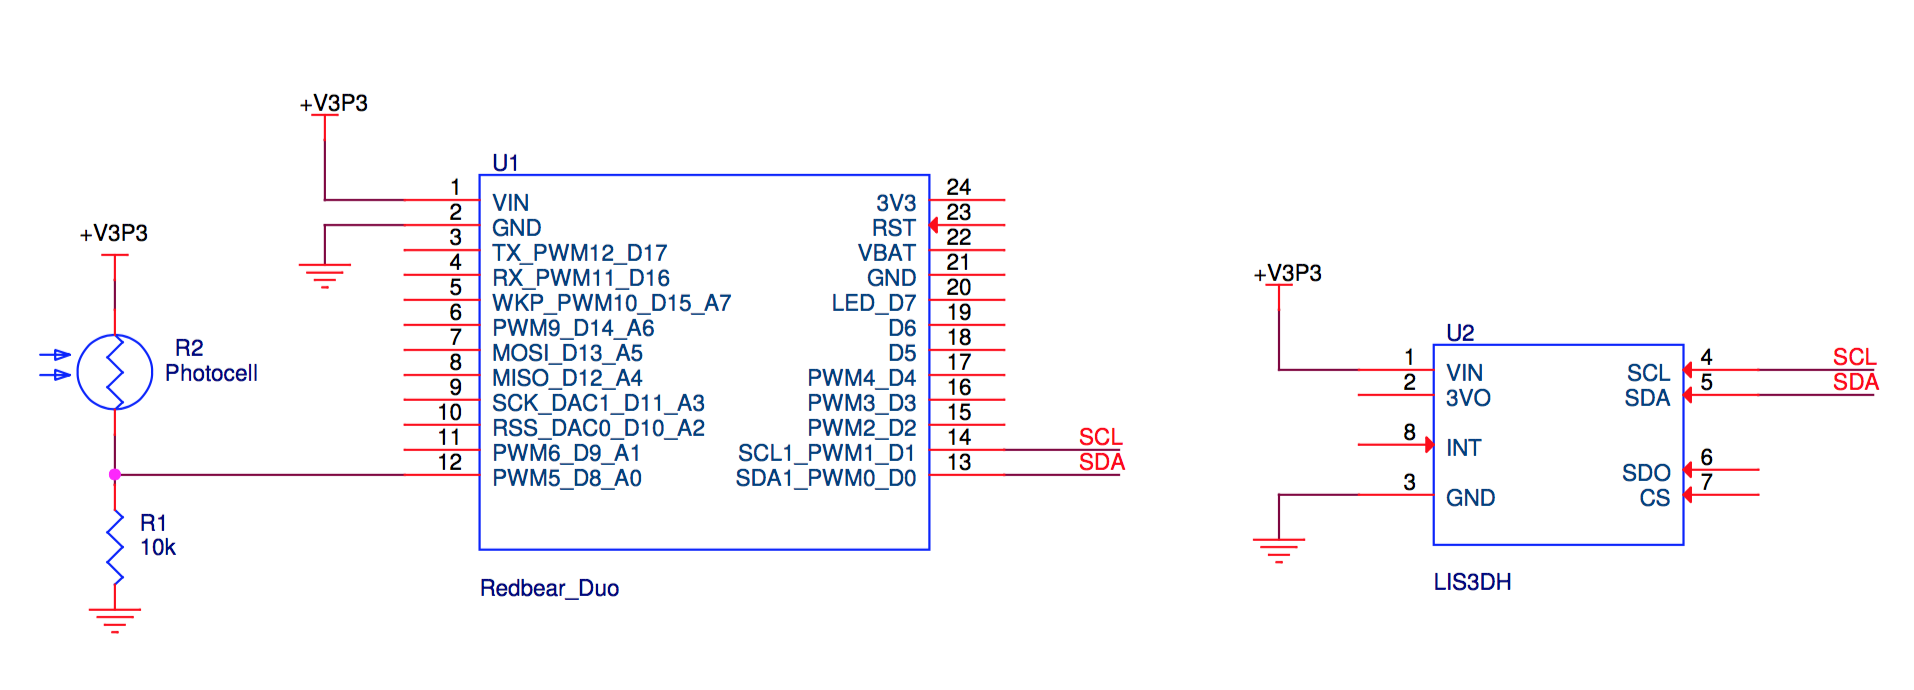 +V3P3
R2
Photocell
R1
10k
+V3P3
U1
1 VIN
2 GND
3 TX_PWM12_D17
4 RX_PWM11_D16
5 WKP_PWM10_D15_A7
6 PWM9_D14_A6
7 MOSI_D13_A5
8 MISO_D12_A4
9 SCK_DAC1_D11_A3
10 RSS_DAC0_D10_A2
11 PWM6_D9_A1
12 PWM5_D8_A0
3V3 24
RST 23
VBAT 22
GND 21
LED_D7 20
D6 19
D5 18
PWM4_D4 17
PWM3_D3 16
PWM2_D2 15
SCL1_PWM1_D1 14 SCL
SDA1_PWM0_D0 13 SDA
Redbear_Duo
+V3P3
U2
1 VIN
2 3VO
8 INT
3 GND
SCL 4 SCL
SDA 5 SDA
SDO 6
CS 7
LIS3DH